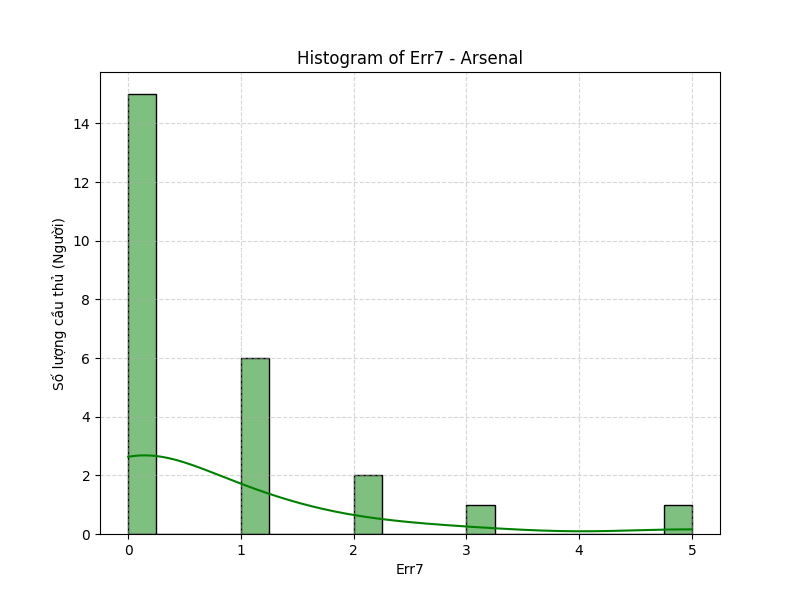 Histogram of Err7 - Arsenal
Số lượng cầu thủ (Người)
14
12
10
8
6
4
2
0
0 1 2 3 4 5
Err7